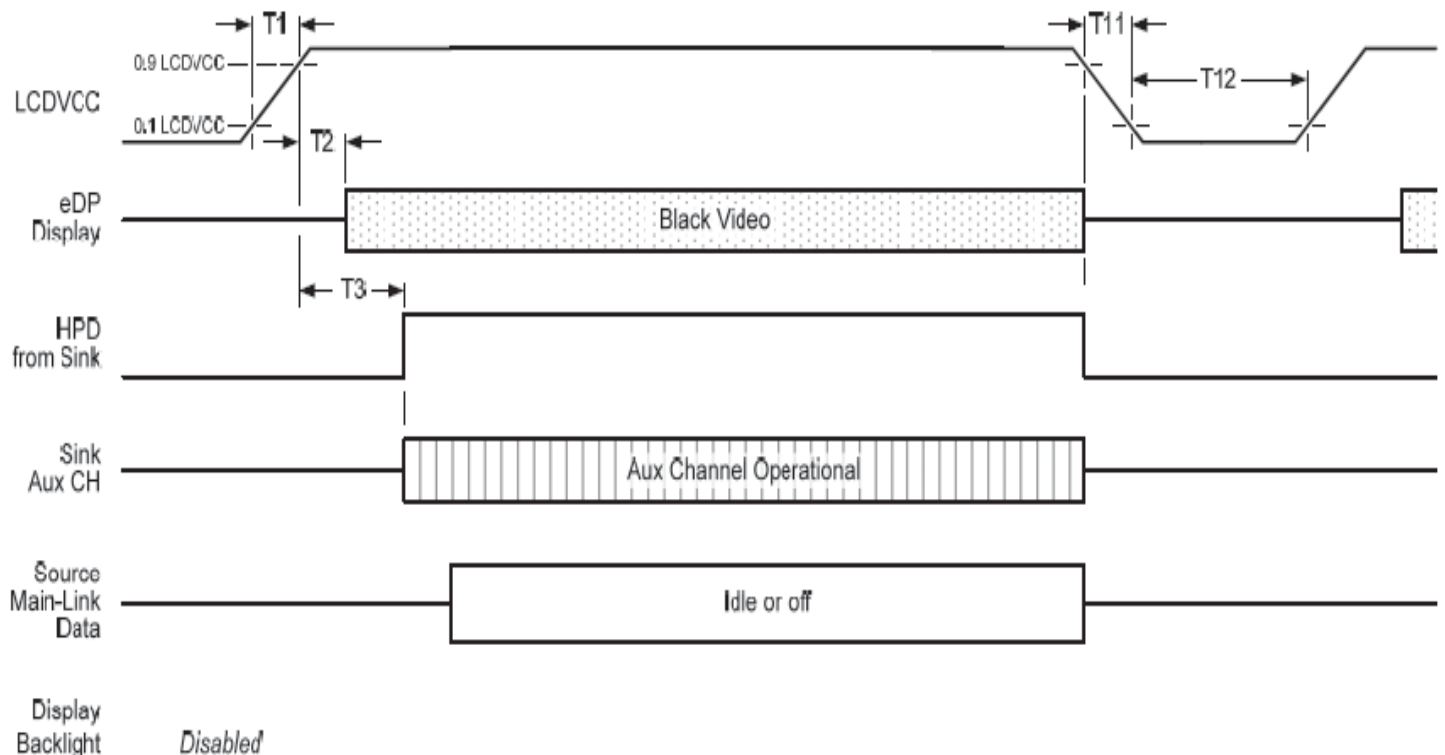 T1
T11
0.9 LCDVCC
LCDVCC
T12
0.1 LCDVCC
T2
eDP
Display
Black Video
T3
HPD
from Sink
Sink
Aux CH
Aux Channel Operational
Source
Main-Link
Data
Idle or off
Display
Backlight
Disabled